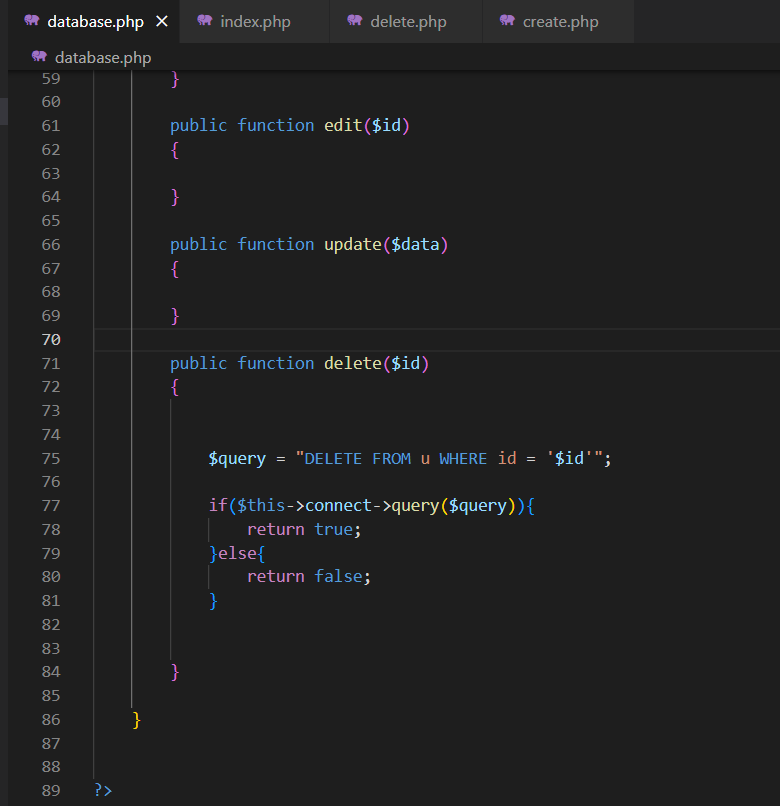 database.php × index.php delete.php create.php
database.php
59 }
60
61 public function edit($id)
62 {
63
64 }
65
66 public function update($data)
67 {
68
69 }
70
71 public function delete($id)
72 {
73
74
75 $query = "DELETE FROM u WHERE id = '$id'";
76
77 if($this->connect->query($query)){
78 return true;
79 }else{
80 return false;
81 }
82
83
84 }
85
86 }
87
88
89 ?>